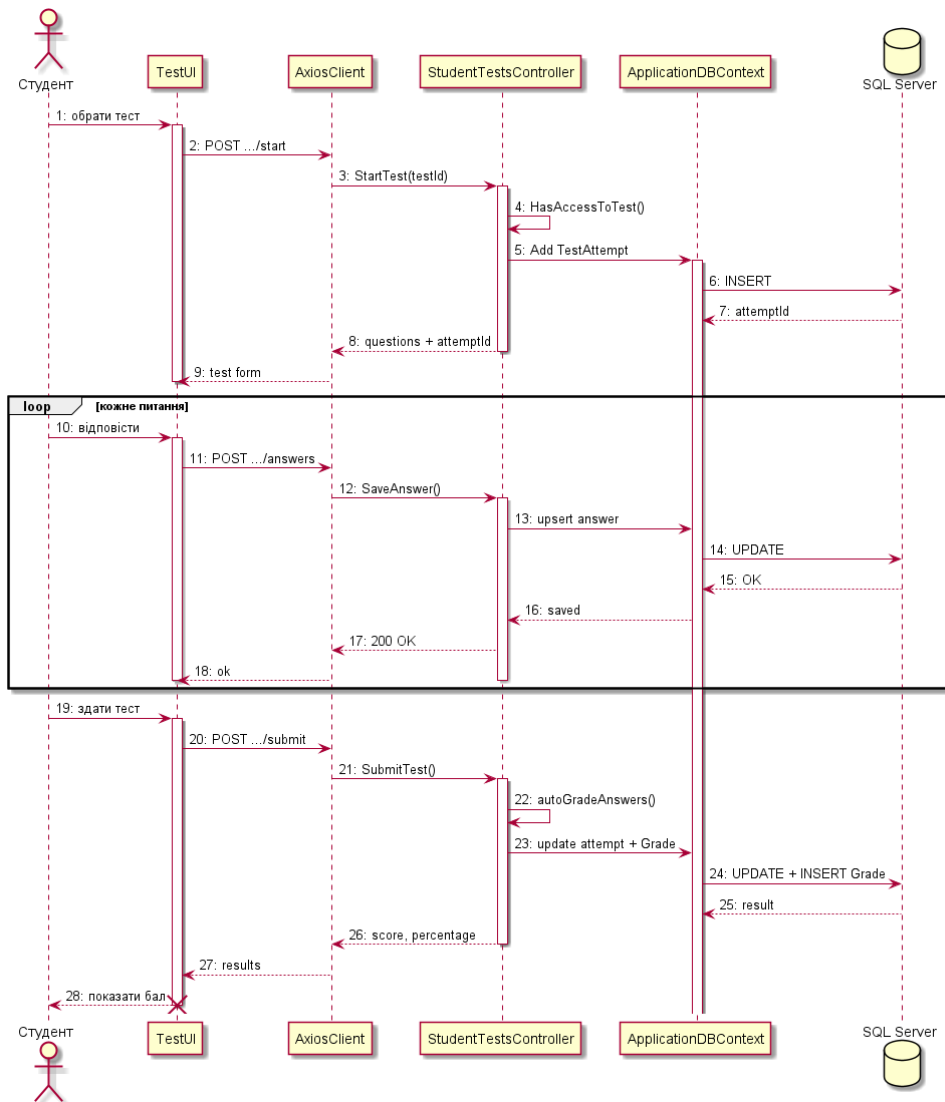 Студент
TestUI
AxiosClient
StudentTestsController
ApplicationDBContext
SQL Server
1: обрати тест
2: POST .../start
3: StartTest(testId)
4: HasAccessToTest()
5: Add TestAttempt
6: INSERT
7: attemptId
8: questions + attemptId
9: test form
loop [кожне питання]
10: відповісти
11: POST .../answers
12: SaveAnswer()
13: upsert answer
14: UPDATE
15: OK
16: saved
17: 200 OK
18: ok
19: здати тест
20: POST .../submit
21: SubmitTest()
22: autoGradeAnswers()
23: update attempt + Grade
24: UPDATE + INSERT Grade
25: result
26: score, percentage
27: results
28: показати бал
Студент
TestUI
AxiosClient
StudentTestsController
ApplicationDBContext
SQL Server